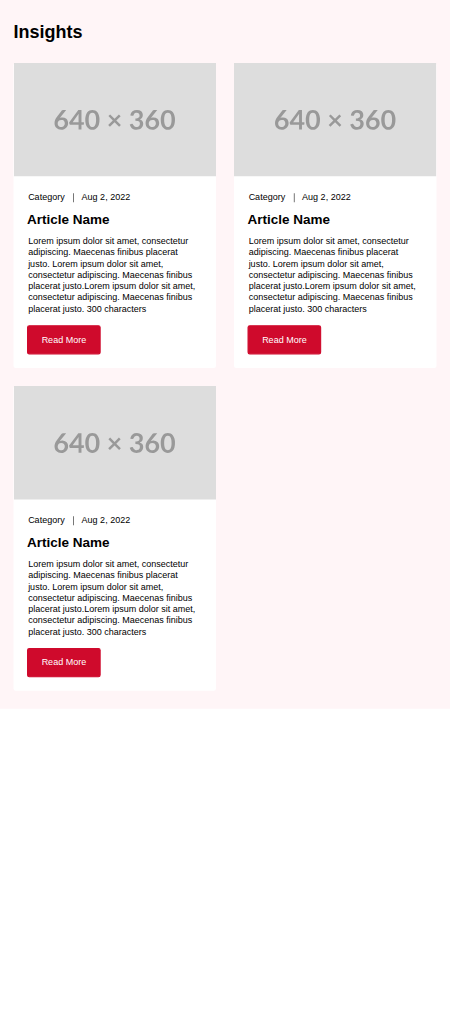 Insights
640 × 360
Category | Aug 2, 2022
Article Name
Lorem ipsum dolor sit amet, consectetur
adipiscing. Maecenas finibus placerat
justo. Lorem ipsum dolor sit amet,
consectetur adipiscing. Maecenas finibus
placerat justo.Lorem ipsum dolor sit amet,
consectetur adipiscing. Maecenas finibus
placerat justo. 300 characters
Read More
640 × 360
Category | Aug 2, 2022
Article Name
Lorem ipsum dolor sit amet, consectetur
adipiscing. Maecenas finibus placerat
justo. Lorem ipsum dolor sit amet,
consectetur adipiscing. Maecenas finibus
placerat justo.Lorem ipsum dolor sit amet,
consectetur adipiscing. Maecenas finibus
placerat justo. 300 characters
Read More
640 × 360
Category | Aug 2, 2022
Article Name
Lorem ipsum dolor sit amet, consectetur
adipiscing. Maecenas finibus placerat
justo. Lorem ipsum dolor sit amet,
consectetur adipiscing. Maecenas finibus
placerat justo.Lorem ipsum dolor sit amet,
consectetur adipiscing. Maecenas finibus
placerat justo. 300 characters
Read More